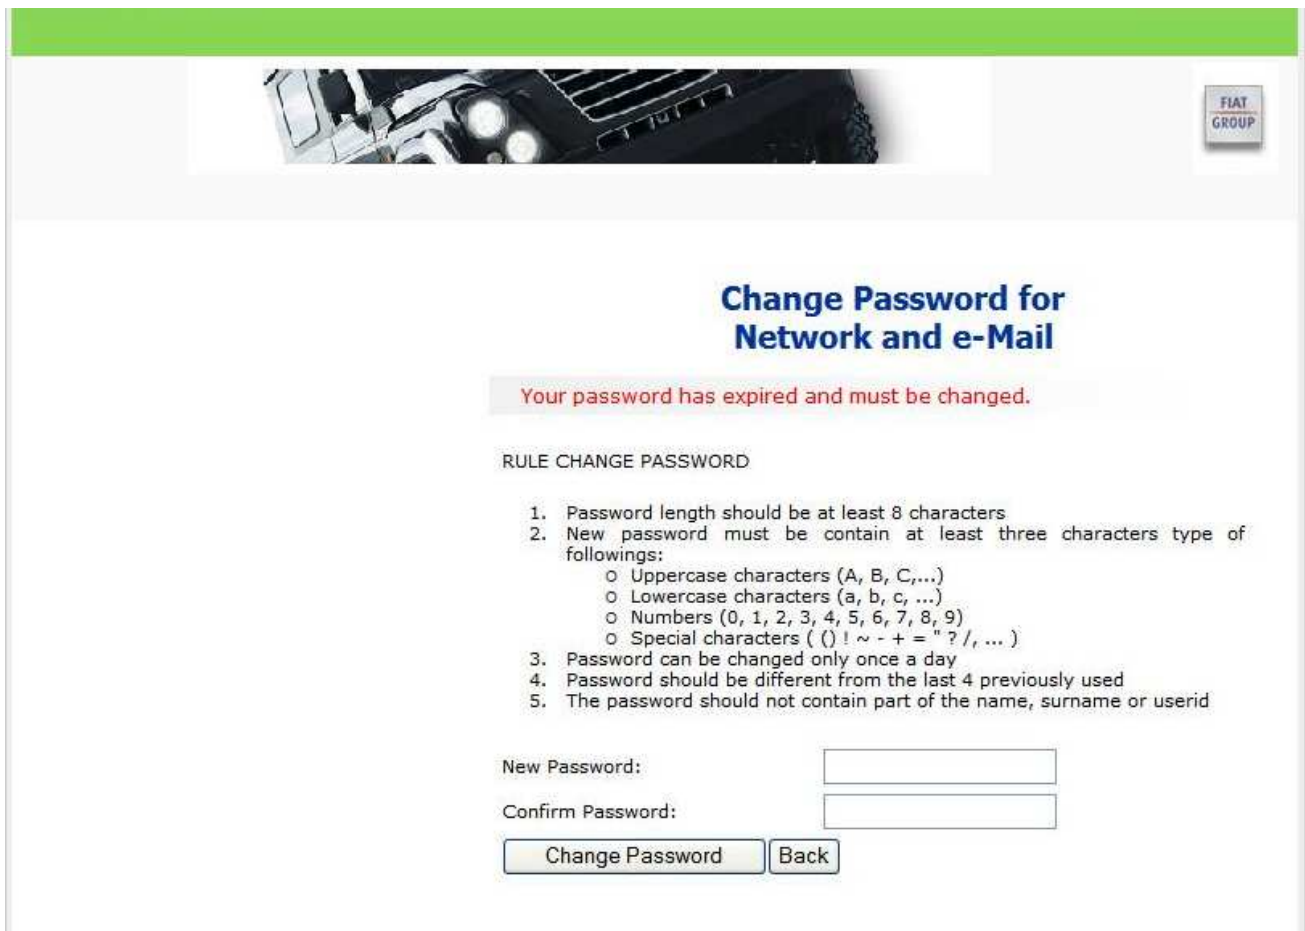 FIAT
GROUP
Change Password for
Network and e-Mail
Your password has expired and must be changed.
RULE CHANGE PASSWORD
1. Password length should be at least 8 characters
2. New password must be contain at least three characters type of
followings:
o Uppercase characters (A, B, C,...)
o Lowercase characters (a, b, c, ...)
o Numbers (0, 1, 2, 3, 4, 5, 6, 7, 8, 9)
o Special characters ( () ! ~ - + = " ? /, ... )
3. Password can be changed only once a day
4. Password should be different from the last 4 previously used
5. The password should not contain part of the name, surname or userid
New Password:
Confirm Password:
Change Password Back